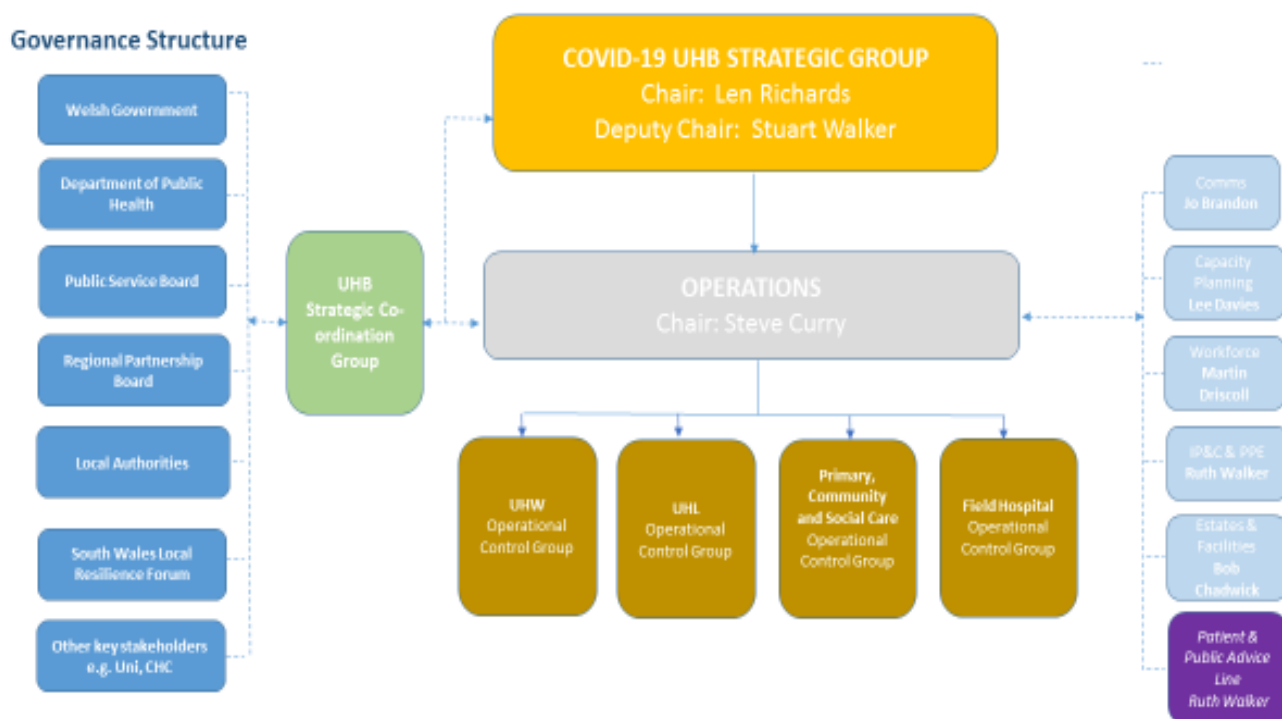 Governance Structure
Welsh Government
Department of Public
Health
Public Service Board
Regional Partnership
Board
Local Authorities
South Wales Local
Resilience Forum
Other key stakeholders
e.g. Uni, CHC
UHB
Strategic Co-
ordination
Group
COVID-19 UHB STRATEGIC GROUP
Chair: Len Richards
Deputy Chair: Stuart Walker
OPERATIONS
Chair: Steve Curry
UHW
Operational
Control Group
UHL
Operational
Control Group
Primary,
Community
and Social Care
Operational
Control Group
Field Hospital
Operational
Control Group
Comms
Jo Brandon
Capacity
Planning
Lee Davies
Workforce
Martin
Driscoll
IP&C & PPE
Ruth Walker
Estates &
Facilities
Bob
Chadwick
Patient &
Public Advice
Line
Ruth Walker